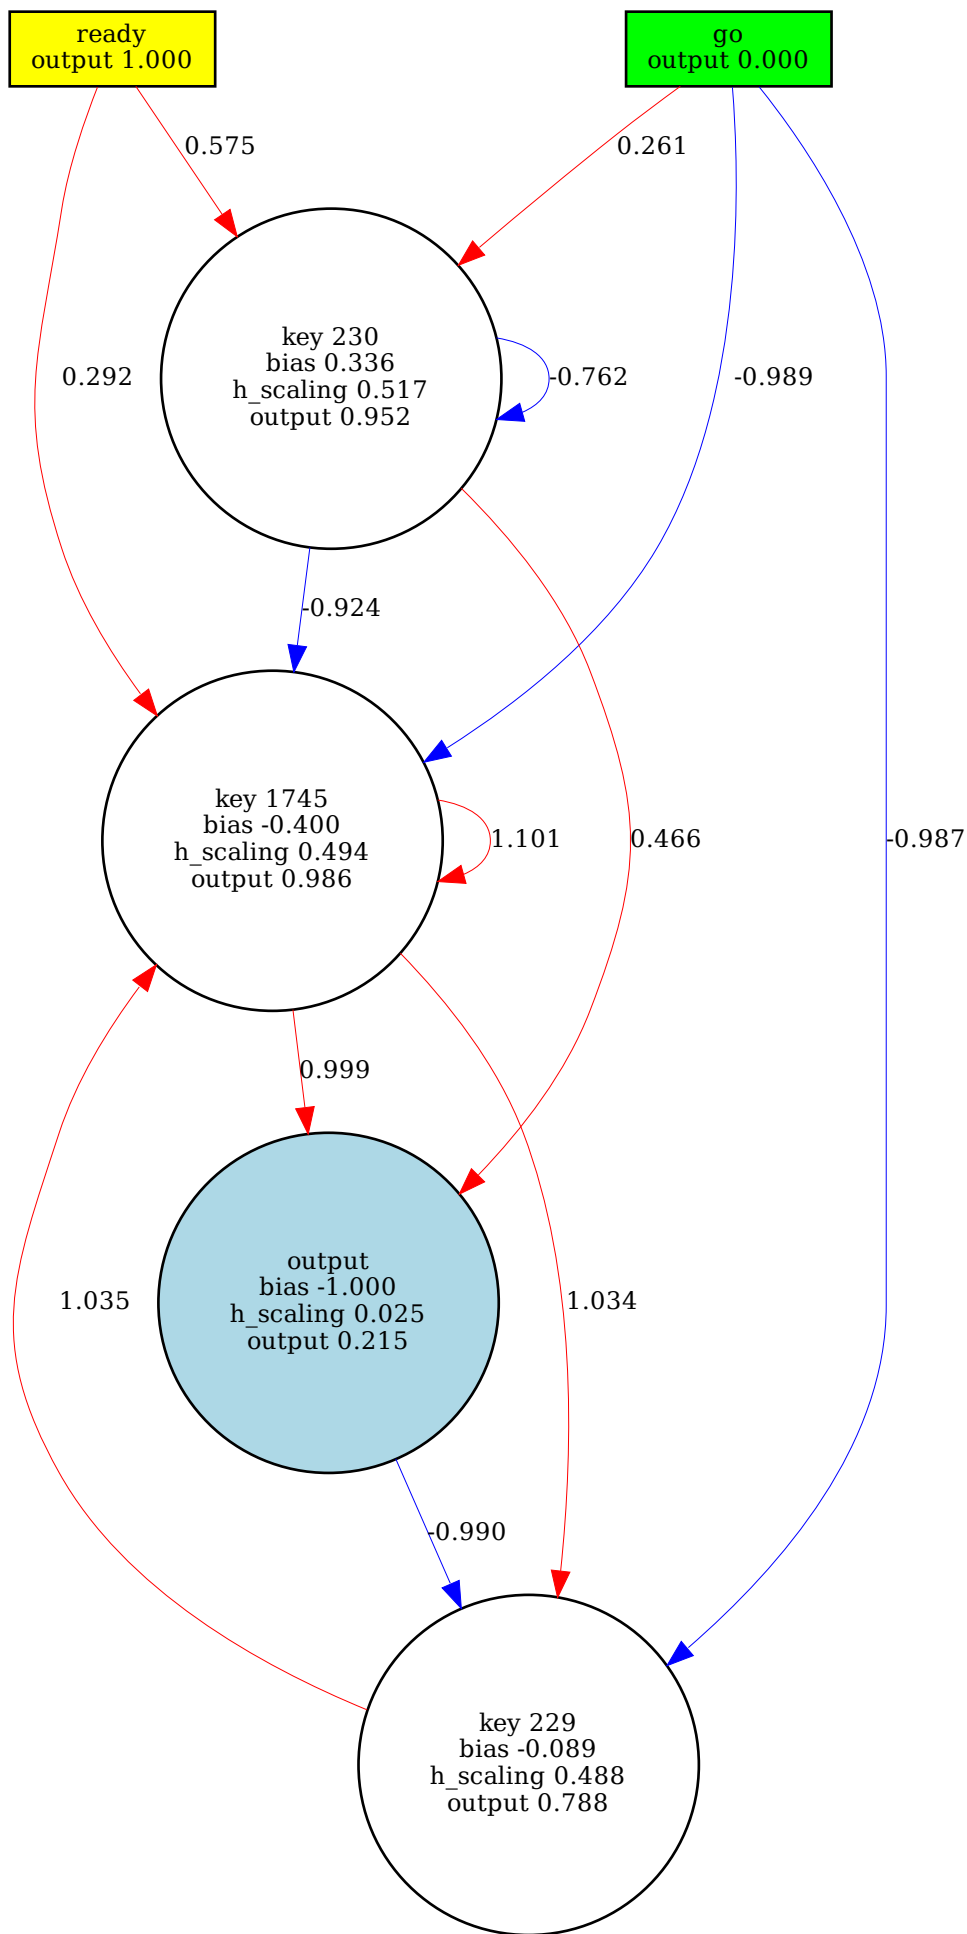 ready
output 1.000
go
output 0.000
0.575
0.261
key 230
bias 0.336
h_scaling 0.517
output 0.952
0.292
-0.762
-0.989
-0.924
key 1745
bias -0.400
h_scaling 0.494
output 0.986
1.101
0.466
-0.987
0.999
output
bias -1.000
h_scaling 0.025
output 0.215
1.035
1.034
-0.990
key 229
bias -0.089
h_scaling 0.488
output 0.788